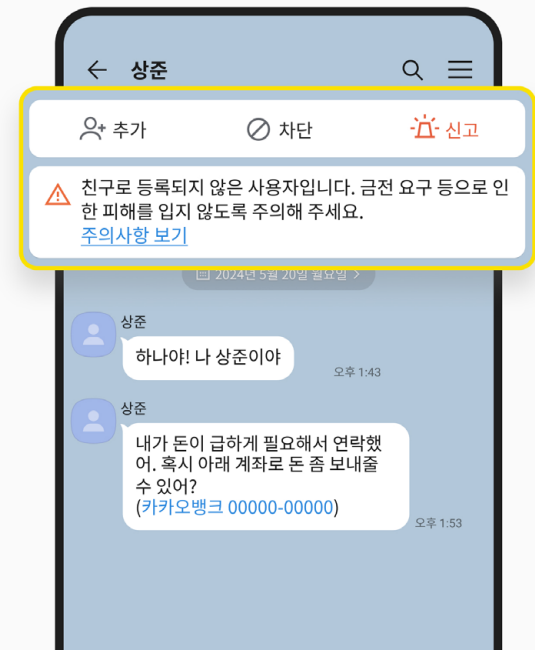 상준
추가 차단 신고
친구로 등록되지 않은 사용자입니다. 금전 요구 등으로 인
한 피해를 입지 않도록 주의해 주세요.
주의사항 보기
2024년 5월 20일 월요일 >
상준
하나야! 나 상준이야
오후 1:43
상준
내가 돈이 급하게 필요해서 연락했
어. 혹시 아래 계좌로 돈 좀 보내줄
수 있어?
(카카오뱅크 00000-00000)
오후 1:53